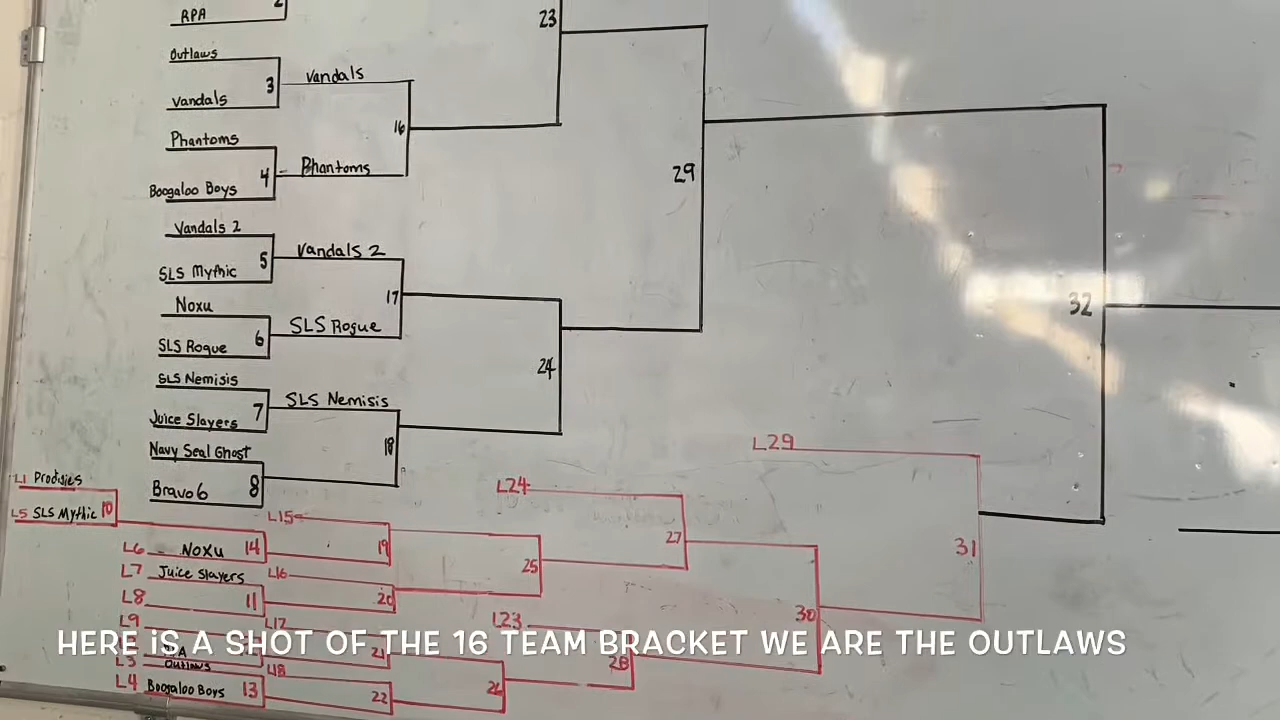 RPA
2
23
Outlaws
3
Vandals
Vandals
16
Phantoms
4
Phantoms
Boogaloo Boys
29
Vandals 2
5
Vandals 2
SLS Mythic
17
Noxu
6
SLS Rogue
SLS Rogue
32
24
SLS Nemisis
7
SLS Nemisis
Juice Slayers
18
Navy Seal Ghost
8
Bravo6
L29
L1 Prodigies
10
L5 SLS Mythic
L24
L15
L6 Noxu 14
19
27
31
L7 Juice Slayers
L16
25
L8 11
20
L9
L17
L23
30
HERE iS A SHOT OF THE 16 TEAM BRACKET WE ARE THE OUTLAWS
21
28
L3 Outlaws
L18
L4 Boogaloo Boys 13
22
26